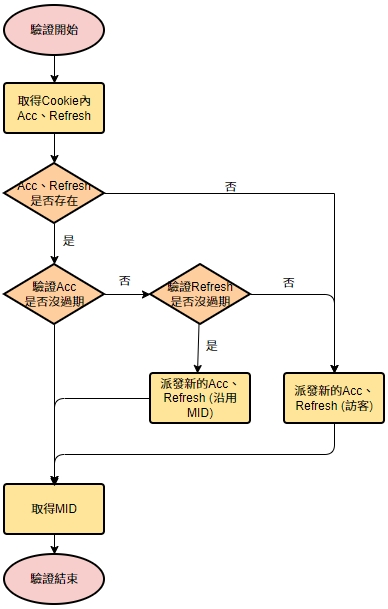 驗證開始
取得Cookie內
Acc、Refresh
Acc、Refresh
是否存在
否
是
驗證Acc
是否沒過期
否
驗證Refresh
是否沒過期
否
是
派發新的Acc、
Refresh (沿用
MID)
派發新的Acc、
Refresh (訪客)
取得MID
驗證結束